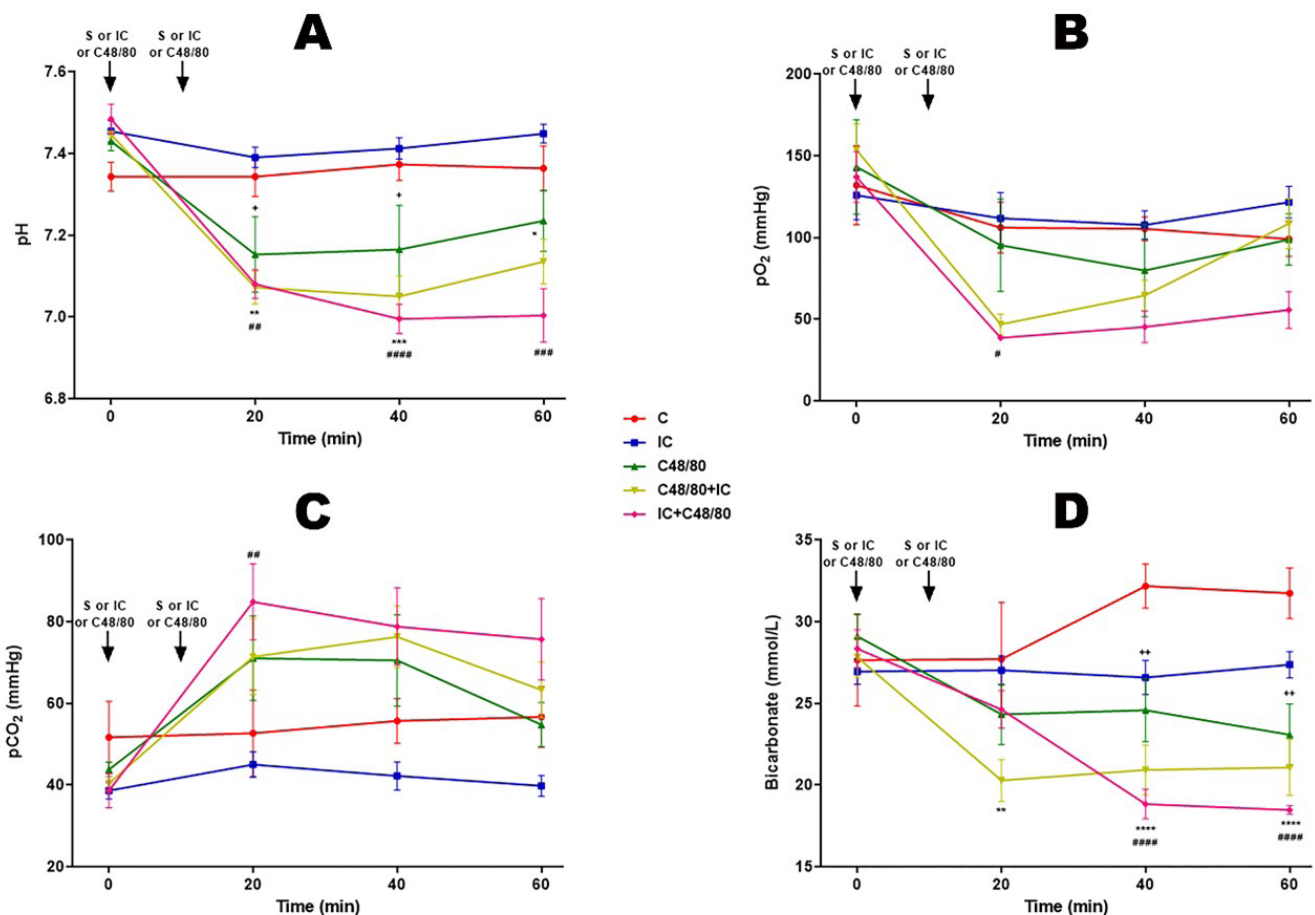 A
S or IC
or C48/80
S or IC
or C48/80
7.6
7.4
7.2
7.0
6.8
pH
+
+
*
**
##
***
####
###
0
20
40
60
Time (min)
B
S or IC
or C48/80
S or IC
or C48/80
200
150
100
50
0
pO2 (mmHg)
#
0
20
40
60
Time (min)
C
IC
C48/80
C48/80+IC
IC+C48/80
C
S or IC
or C48/80
S or IC
or C48/80
100
80
60
40
20
pCO2 (mmHg)
##
0
20
40
60
Time (min)
D
S or IC
or C48/80
S or IC
or C48/80
35
30
25
20
15
Bicarbonate (mmol/L)
++
++
**
****
####
****
####
0
20
40
60
Time (min)